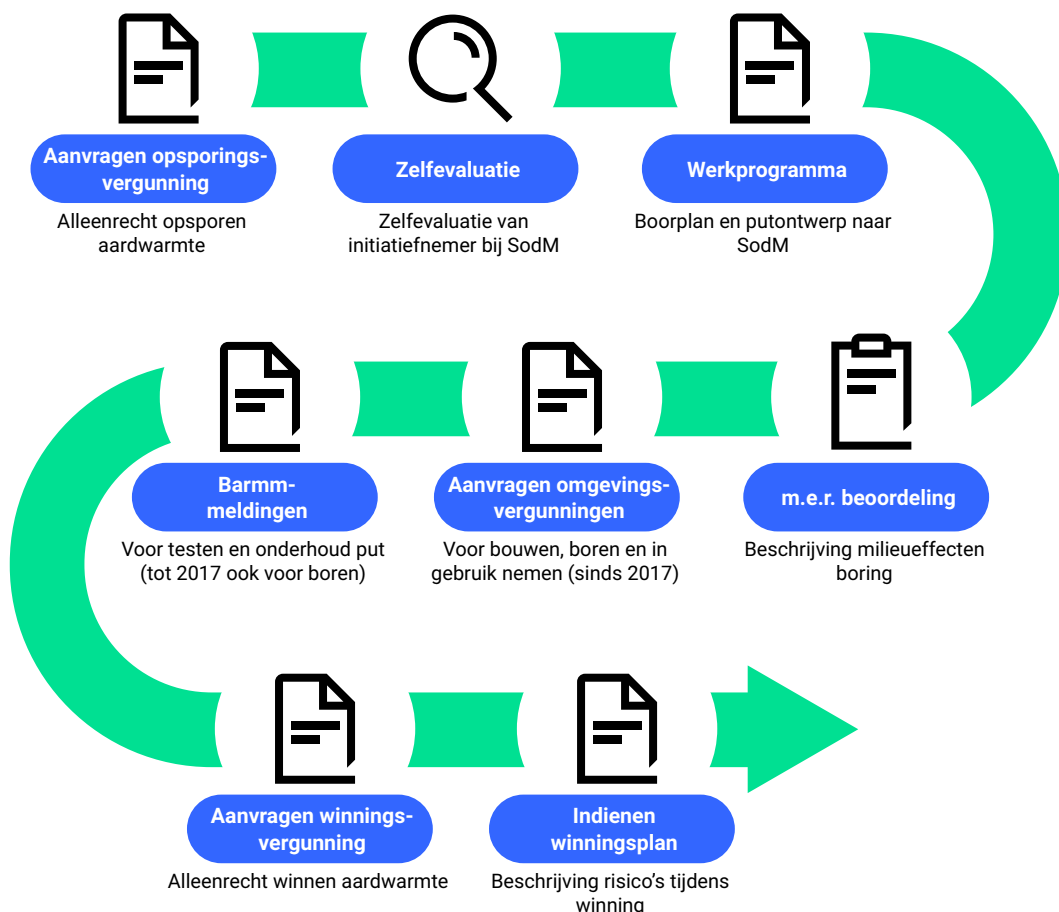 Aanvragen opsporings-
vergunning
Alleenrecht opsporen
aardwarmte
Zelfevaluatie
Zelfevaluatie van
initiatiefnemer bij SodM
Werkprogramma
Boorplan en putontwerp naar
SodM
m.e.r. beoordeling
Beschrijving milieueffecten
boring
Aanvragen omgevings-
vergunningen
Voor bouwen, boren en in
gebruik nemen (sinds 2017)
Barmm-
meldingen
Voor testen en onderhoud put
(tot 2017 ook voor boren)
Aanvragen winnings-
vergunning
Alleenrecht winnen aardwarmte
Indienen
winningsplan
Beschrijving risico's tijdens
winning